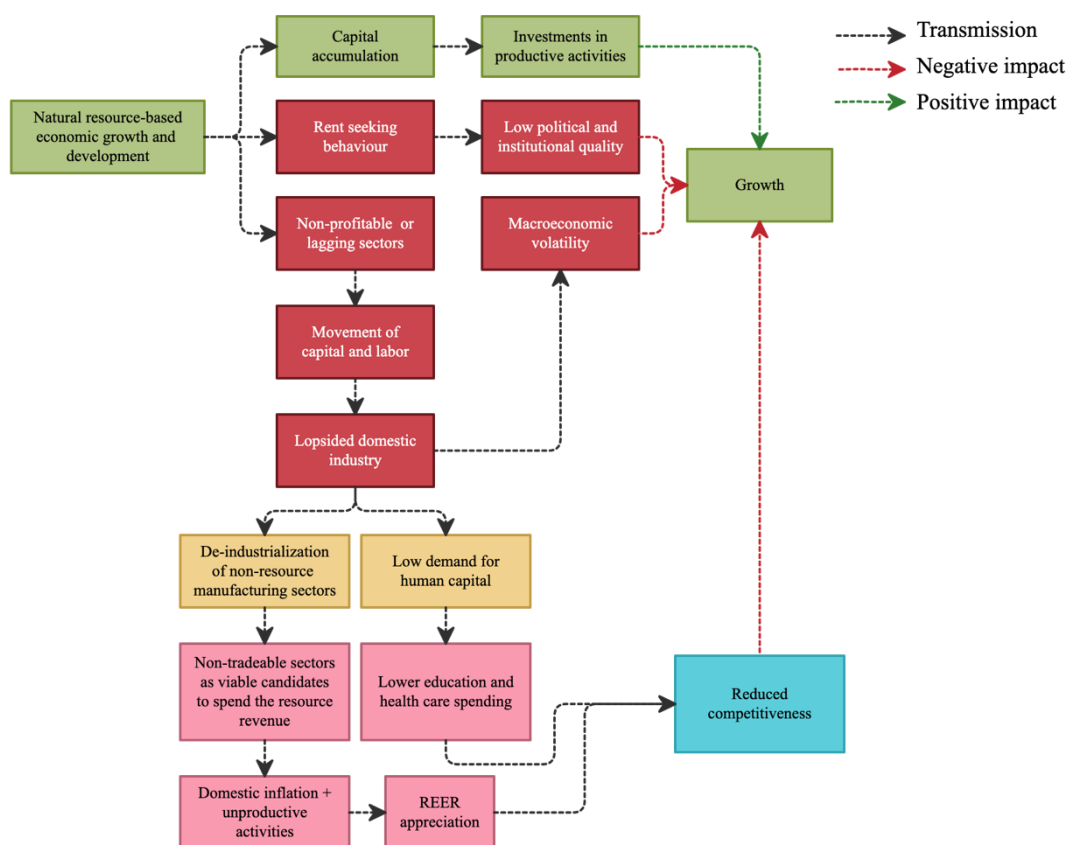 Capital
accumulation
Investments in
productive activities
Transmission
Negative impact
Positive impact
Natural resource-based
economic growth and
development
Rent seeking
behaviour
Low political and
institutional quality
Growth
Non-profitable or
lagging sectors
Macroeconomic
volatility
Movement of
capital and labor
Lopsided domestic
industry
De-industrialization
of non-resource
manufacturing sectors
Low demand for
human capital
Non-tradeable sectors
as viable candidates
to spend the resource
revenue
Lower education and
health care spending
Reduced
competitiveness
Domestic inflation +
unproductive
activities
REER
appreciation